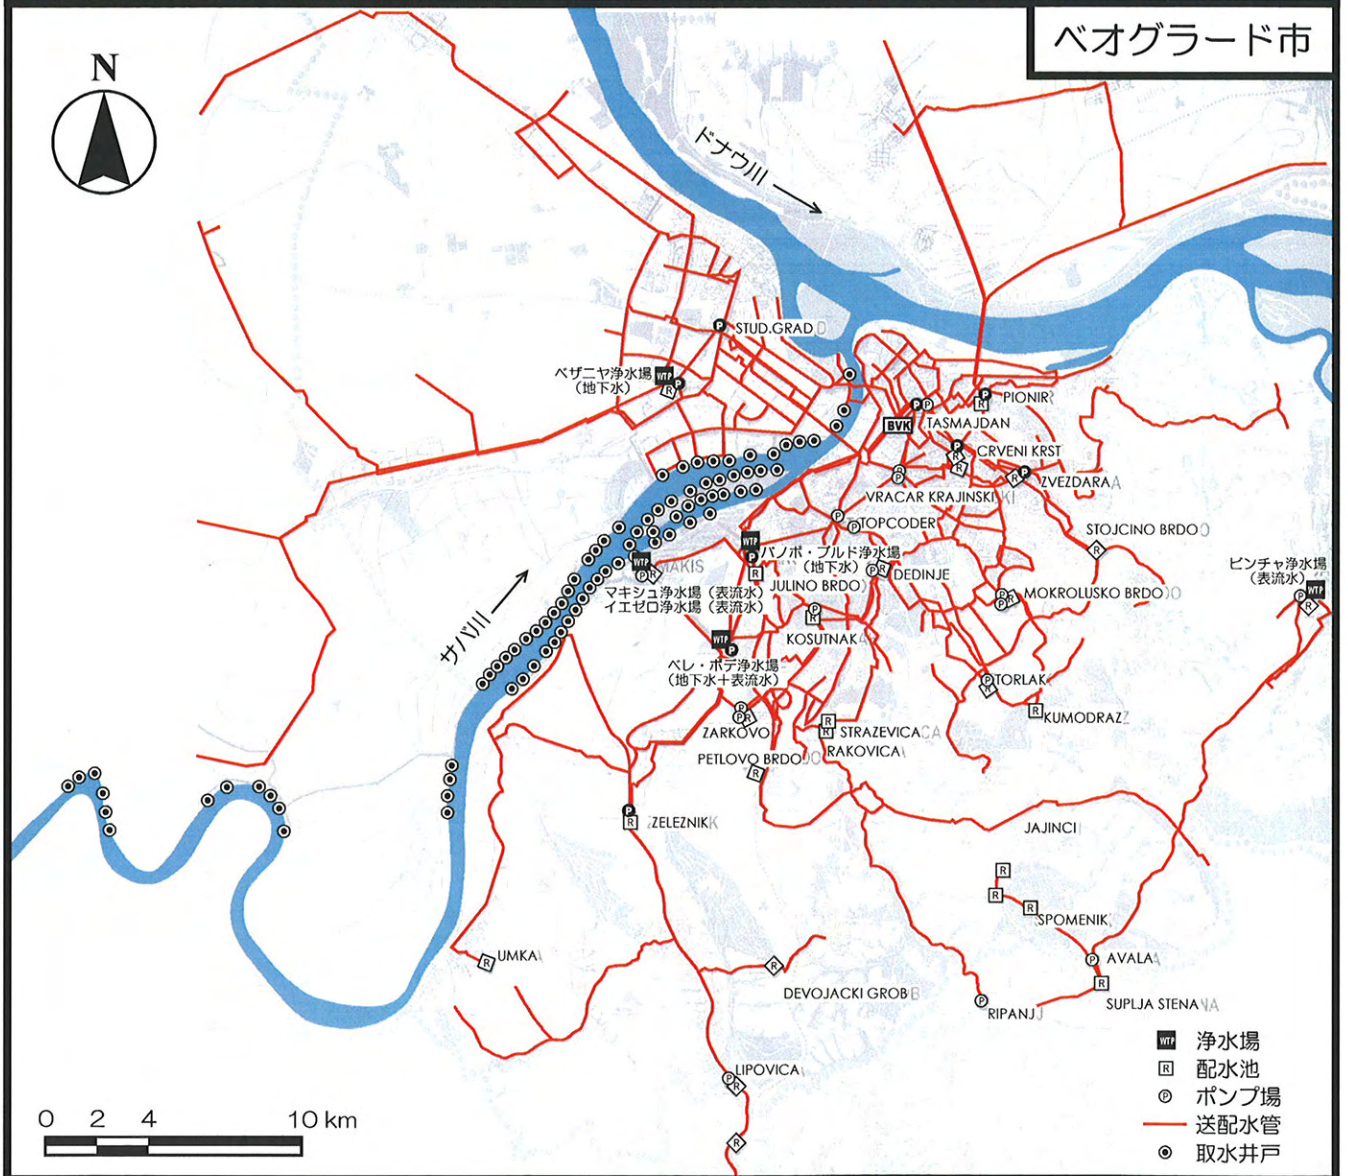 ベオグラード市
N
ドナウ川
STUD.GRAD
ベザニヤ浄水場
（地下水）
WTP
R
P
PIONIR
TASMAJDAN
BVK
CRVENI KRST
ZVEZDARA
VRACAR KRAJINSKI
TOPCODER
STOJCINO BRDO
バノボ・ブルド浄水場
（地下水）
JULINO BRDO
DEDINJE
ビンチャ浄水場
（表流水）
MAKIS
マキシュ浄水場（表流水）
イエゼロ浄水場（表流水）
MOKROLUSKO BRDO
サバ川
KOSUTNAK
ベレ・ボデ浄水場
（地下水＋表流水）
TORLAK
KUMODRAZ
ZARKOVO
STRAZEVICA
RAKOVICA
PETLOVO BRDO
ZELEZNIK
JAJINCI
SPOMENIK
UMKA
AVALA
DEVOJACKI GROB
SUPLJA STENA
RIPANJ
LIPOVICA
WTP 浄水場
R 配水池
P ポンプ場
送配水管
取水井戸
0 2 4 10 km